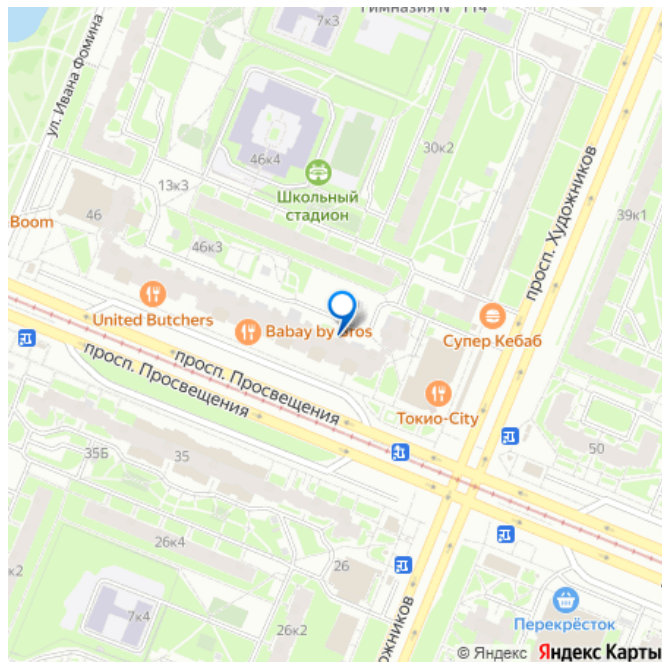 7к3
Гимназия № 114
ул. Ивана Фомина
46к4
30к2
Школьный
стадион
13к3
просп. Художников
39к1
46
Boom
46к3
United Butchers
Babay by
Супер Кебаб
просп. Просвещения
просп. Просвещения
Токио-City
35Б
35
50
26к4
26
к2
7к4
26к2
Перекрёсток
© Яндекс Яндекс Карты